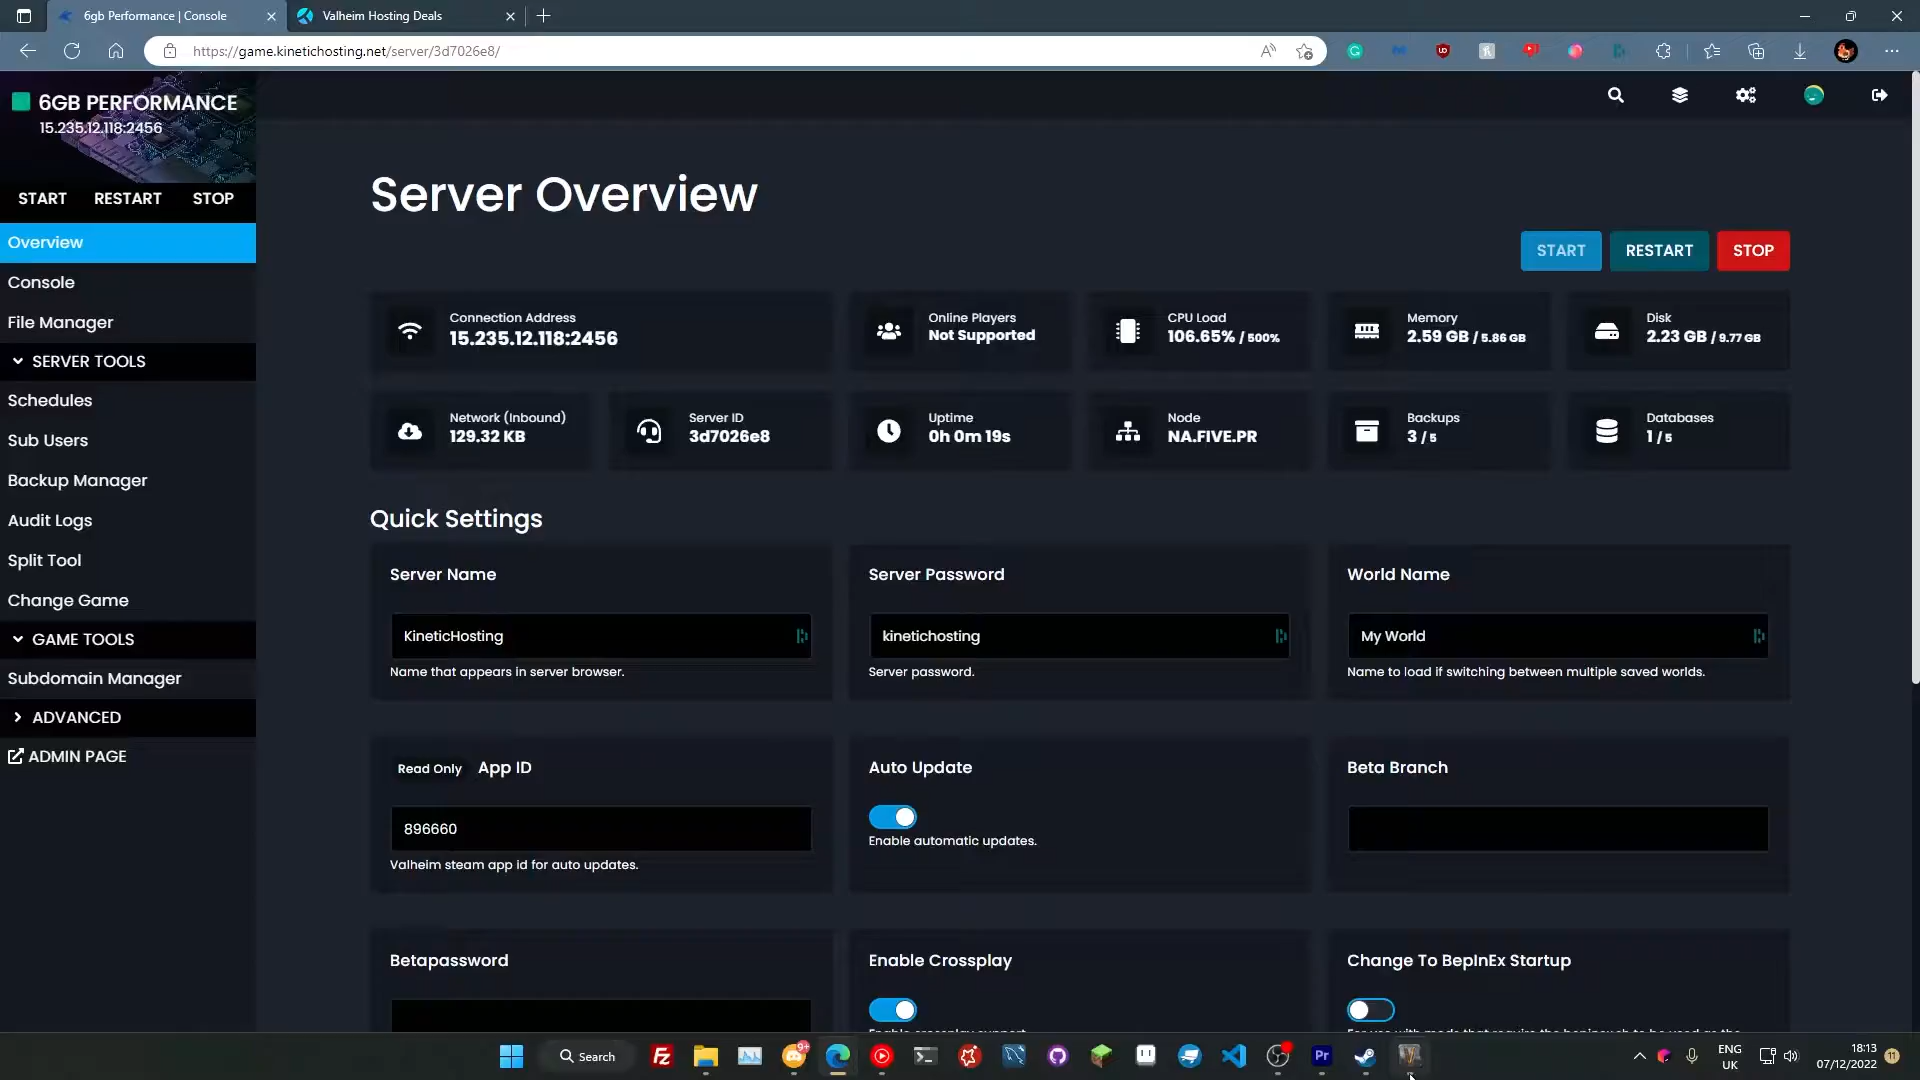 6gb Performance | Console
Valheim Hosting Deals
https://game.kinetichosting.net/server/3d7026e8/
6GB PERFORMANCE
15.235.12.118:2456
START RESTART STOP
Overview
Console
File Manager
SERVER TOOLS
Schedules
Sub Users
Backup Manager
Audit Logs
Split Tool
Change Game
GAME TOOLS
Subdomain Manager
ADVANCED
ADMIN PAGE
Server Overview
START RESTART STOP
Connection Address
15.235.12.118:2456
Online Players
Not Supported
CPU Load
106.65% / 500%
Memory
2.59 GB / 5.86 GB
Disk
2.23 GB / 9.77 GB
Network (Inbound)
129.32 KB
Server ID
3d7026e8
Uptime
0h 0m 19s
Node
NA.FIVE.PR
Backups
3 / 5
Databases
1 / 5
Quick Settings
Server Name
KineticHosting
Name that appears in server browser.
Server Password
kinetichosting
Server password.
World Name
My World
Name to load if switching between multiple saved worlds.
Read Only App ID
896660
Valheim steam app id for auto updates.
Auto Update
Enable automatic updates.
Beta Branch
Betapassword
Enable Crossplay
Change To BepInEx Startup
Search
9+
Pr
ENG
UK
18:13
07/12/2022
11